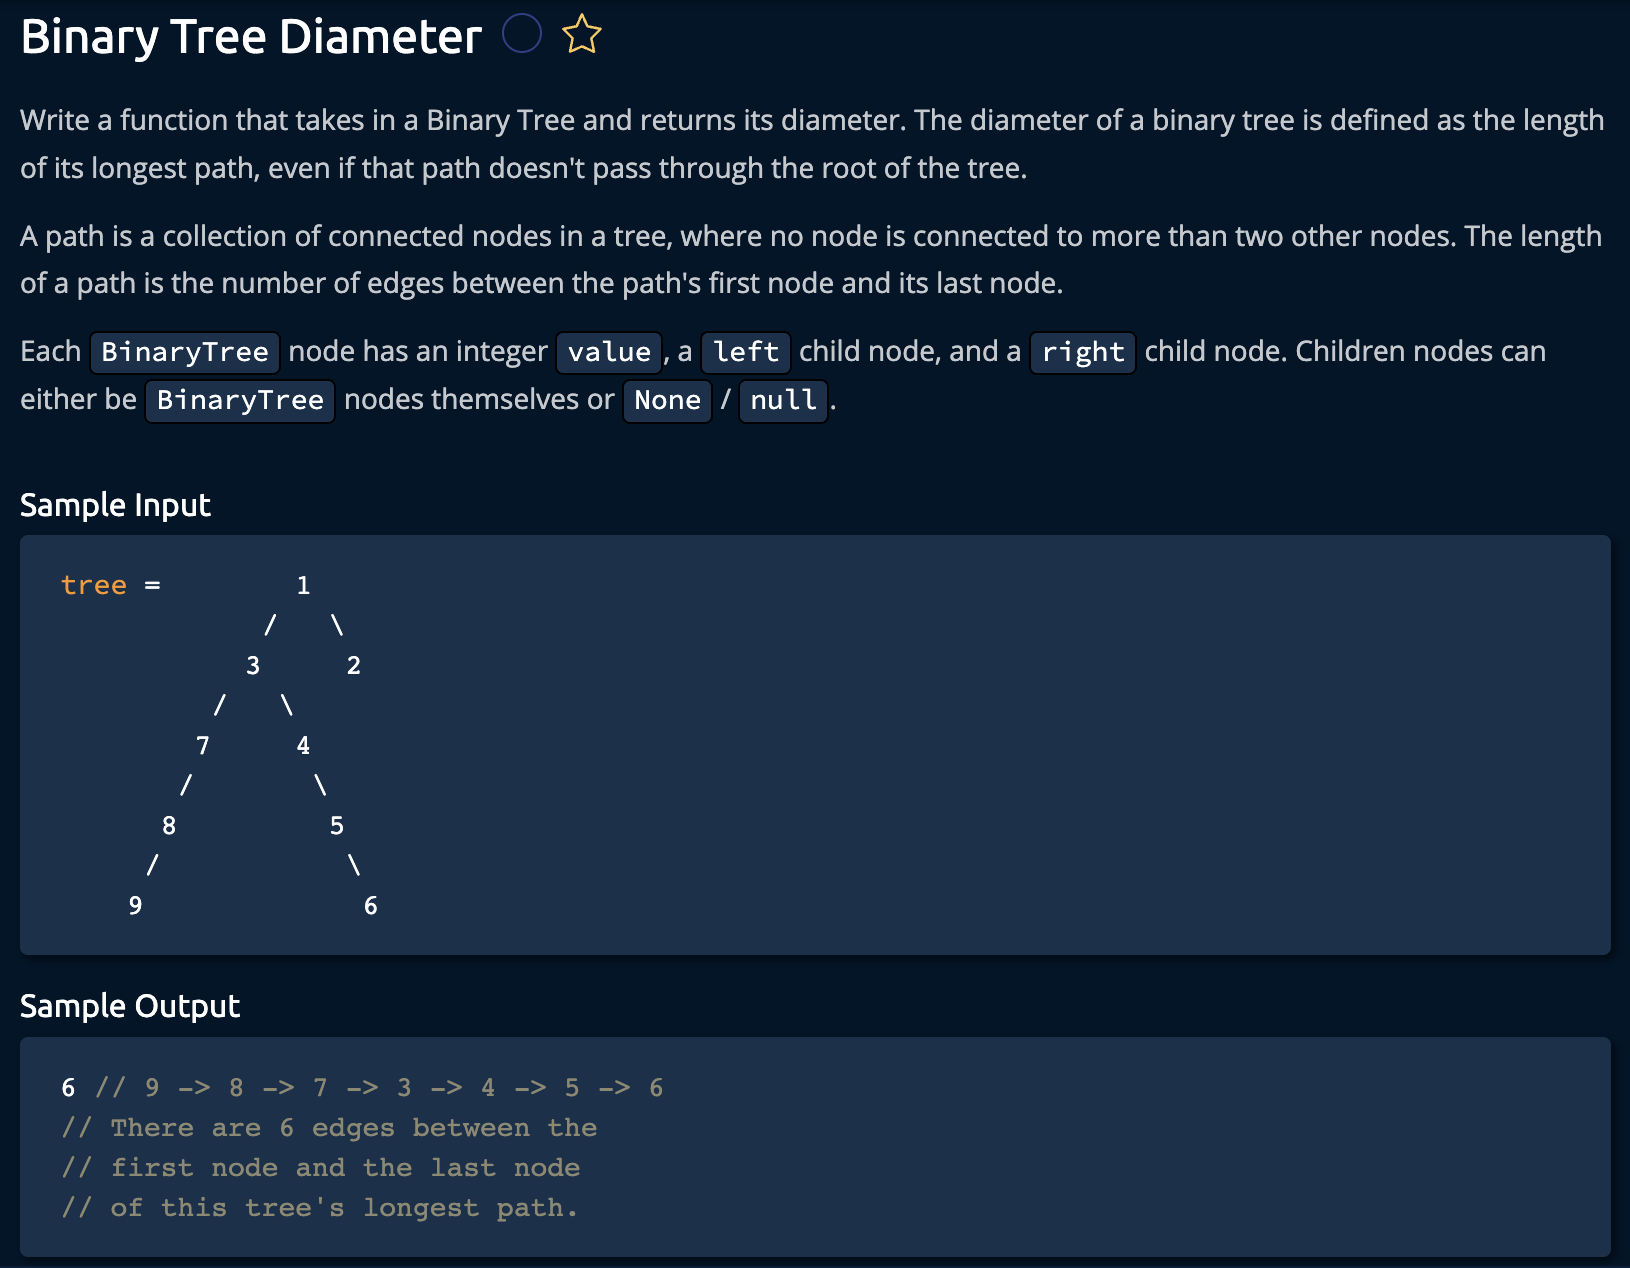 Binary Tree Diameter
Write a function that takes in a Binary Tree and returns its diameter. The diameter of a binary tree is defined as the length
of its longest path, even if that path doesn't pass through the root of the tree.
A path is a collection of connected nodes in a tree, where no node is connected to more than two other nodes. The length
of a path is the number of edges between the path's first node and its last node.
Each BinaryTree node has an integer value, a left child node, and a right child node. Children nodes can
either be BinaryTree nodes themselves or None / null.
Sample Input
tree =        1
            /   \
           3     2
         /   \
        7     4
       /       \
      8         5
     /           \
    9             6
Sample Output
6 // 9 -> 8 -> 7 -> 3 -> 4 -> 5 -> 6
// There are 6 edges between the
// first node and the last node
// of this tree's longest path.